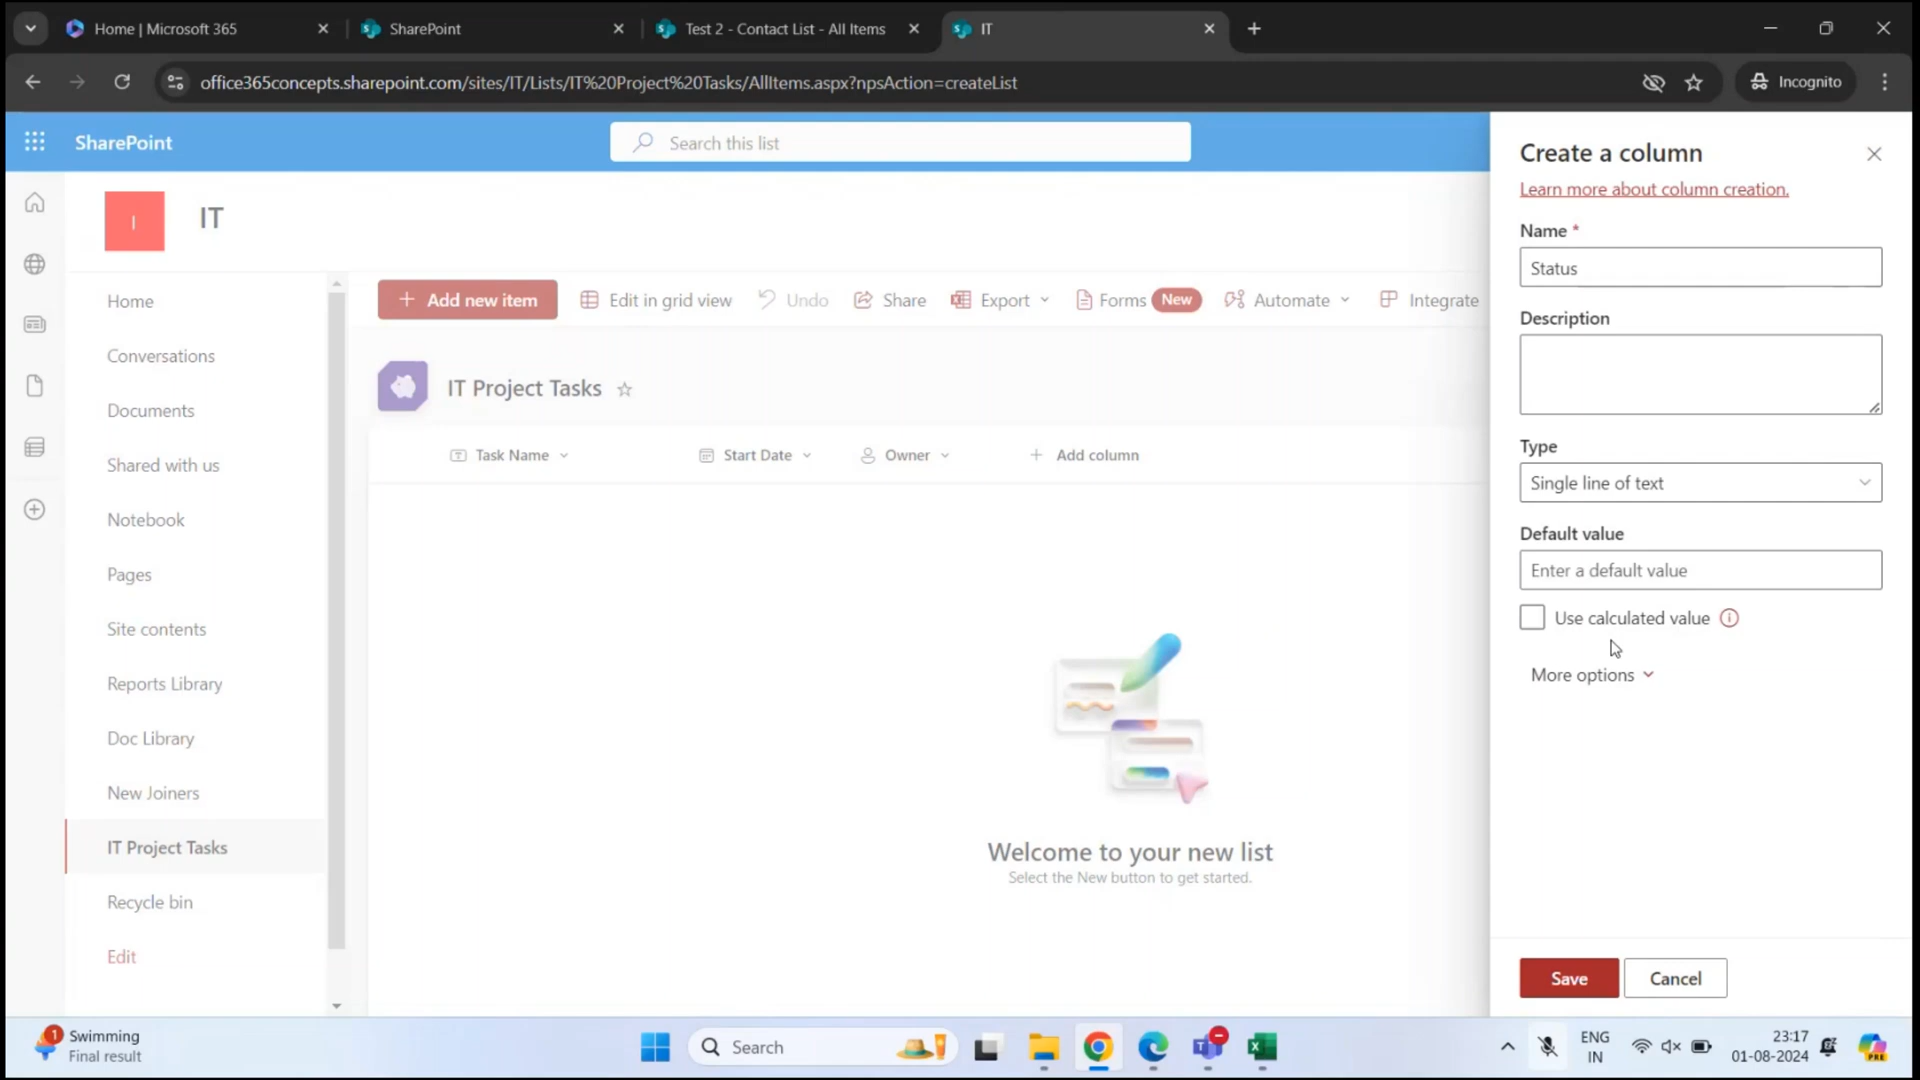 Home | Microsoft 365
SharePoint
Test 2 - Contact List - All Items
IT
office365concepts.sharepoint.com/sites/IT/Lists/IT%20Project%20Tasks/AllItems.aspx?npsAction=createList
Incognito
SharePoint
Search this list
I
IT
Home
Conversations
Documents
Shared with us
Notebook
Pages
Site contents
Reports Library
Doc Library
New Joiners
IT Project Tasks
Recycle bin
Edit
Add new item
Edit in grid view
Undo
Share
Export
Forms New
Automate
Integrate
IT Project Tasks
Task Name
Start Date
Owner
Add column
Welcome to your new list
Select the New button to get started.
Create a column
Learn more about column creation.
Name *
Status
Description
Type
Single line of text
Default value
Enter a default value
Use calculated value
More options
Save
Cancel
1
Swimming
Final result
Search
ENG
IN
23:17
01-08-2024
PRE